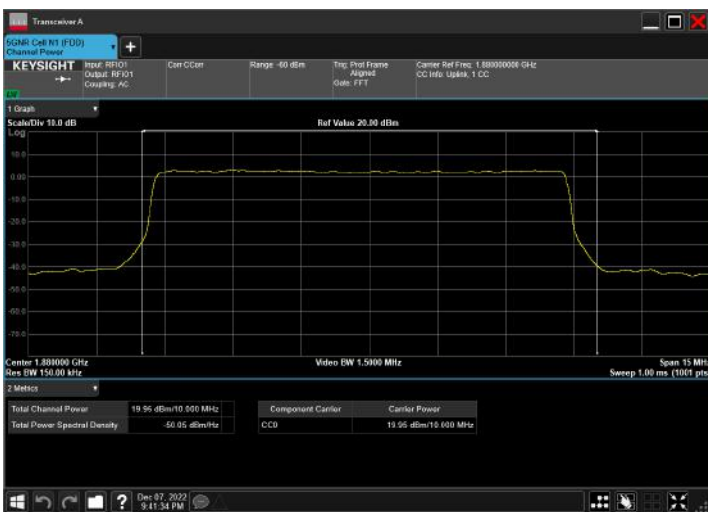 Transceiver A
5GNR Cell N1 (FDD)
Channel Power
KEYSIGHT
Input: RFIO1
Output: RFIO1
Coupling: AC
Corr CCorr
Range: -60 dBm
Trig: Prot Frame
Aligned
Gate: FFT
Carrier Ref Freq: 1.880000000 GHz
CC Info: Uplink, 1 CC
1 Graph
Scale/Div 10.0 dB
Ref Value 20.00 dBm
Log
10.0
0.00
-10.0
-20.0
-30.0
-40.0
-50.0
-60.0
-70.0
Center 1.880000 GHz
Video BW 1.5000 MHz
Span 15 MHz
Res BW 150.00 kHz
Sweep 1.00 ms (1001 pts
2 Metrics
Total Channel Power 19.95 dBm/10.000 MHz
Total Power Spectral Density -50.05 dBm/Hz
Component Carrier Carrier Power
CC0 19.95 dBm/10.000 MHz
?
Dec 07, 2022
9:41:34 PM